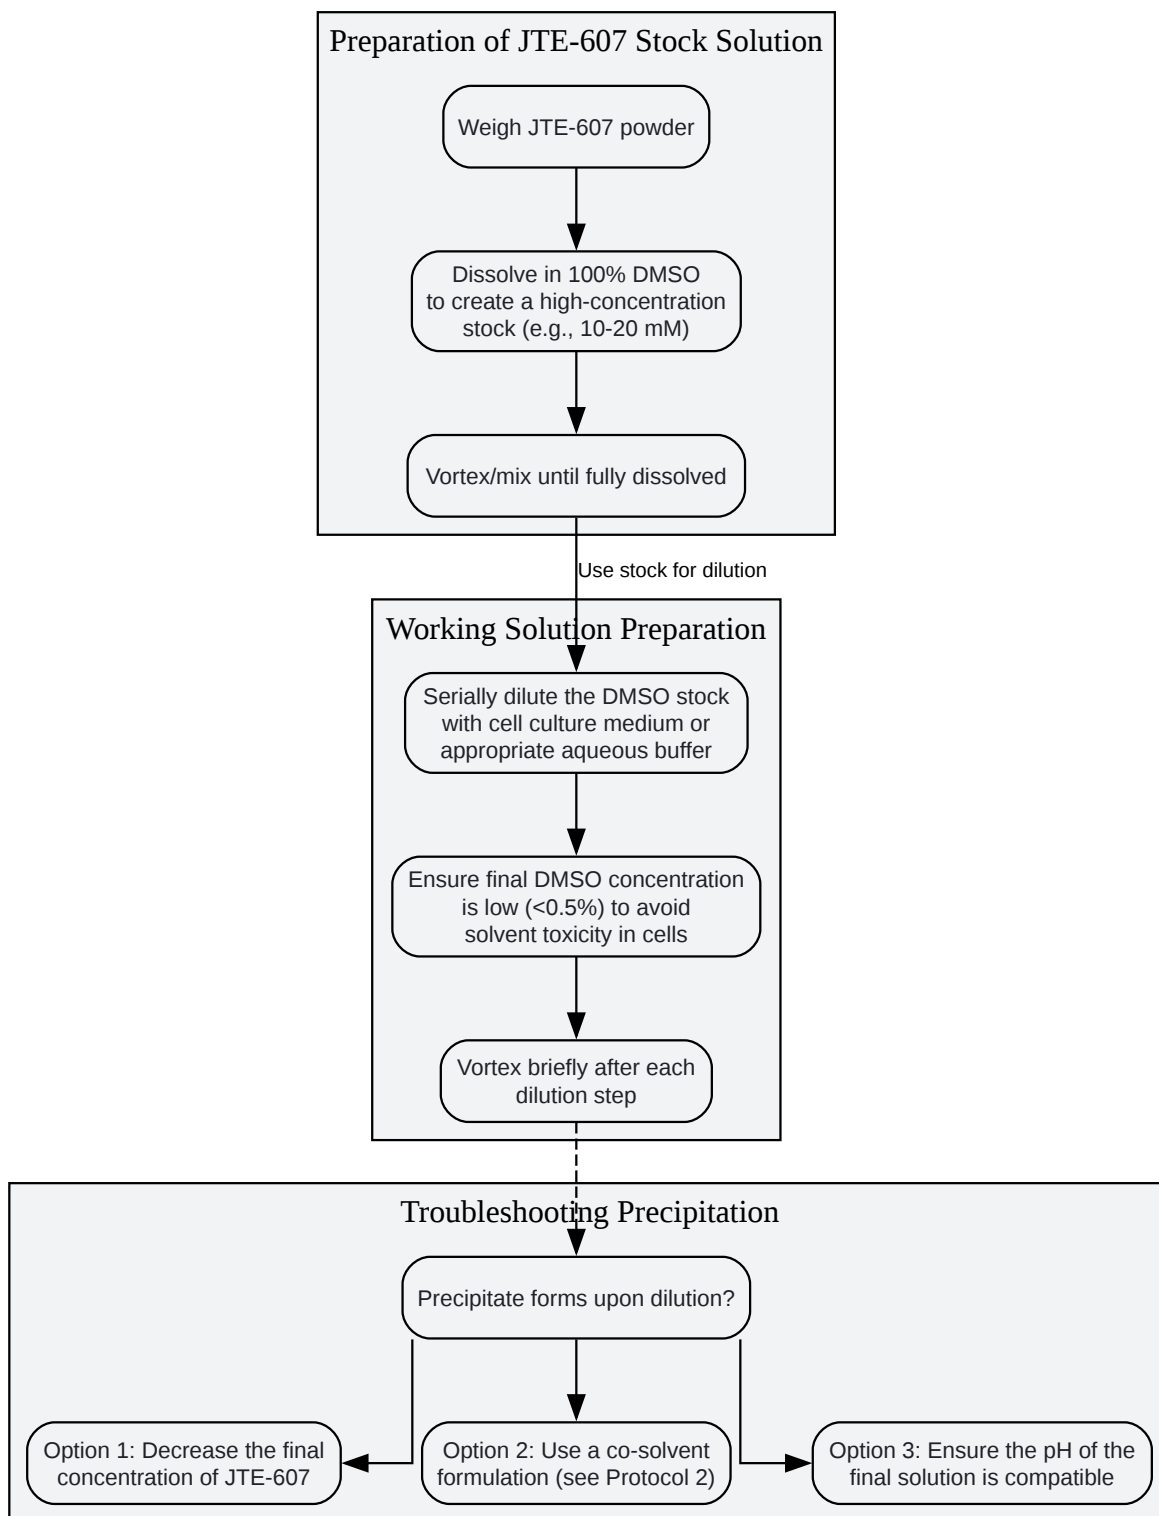 Preparation of JTE-607 Stock Solution
Weigh JTE-607 powder
Dissolve in 100% DMSO
to create a high-concentration
stock (e.g., 10-20 mM)
Vortex/mix until fully dissolved
Use stock for dilution
Working Solution Preparation
Serially dilute the DMSO stock
with cell culture medium or
appropriate aqueous buffer
Ensure final DMSO concentration
is low (<0.5%) to avoid
solvent toxicity in cells
Vortex briefly after each
dilution step
Troubleshooting Precipitation
Precipitate forms upon dilution?
Option 1: Decrease the final
concentration of JTE-607
Option 2: Use a co-solvent
formulation (see Protocol 2)
Option 3: Ensure the pH of the
final solution is compatible